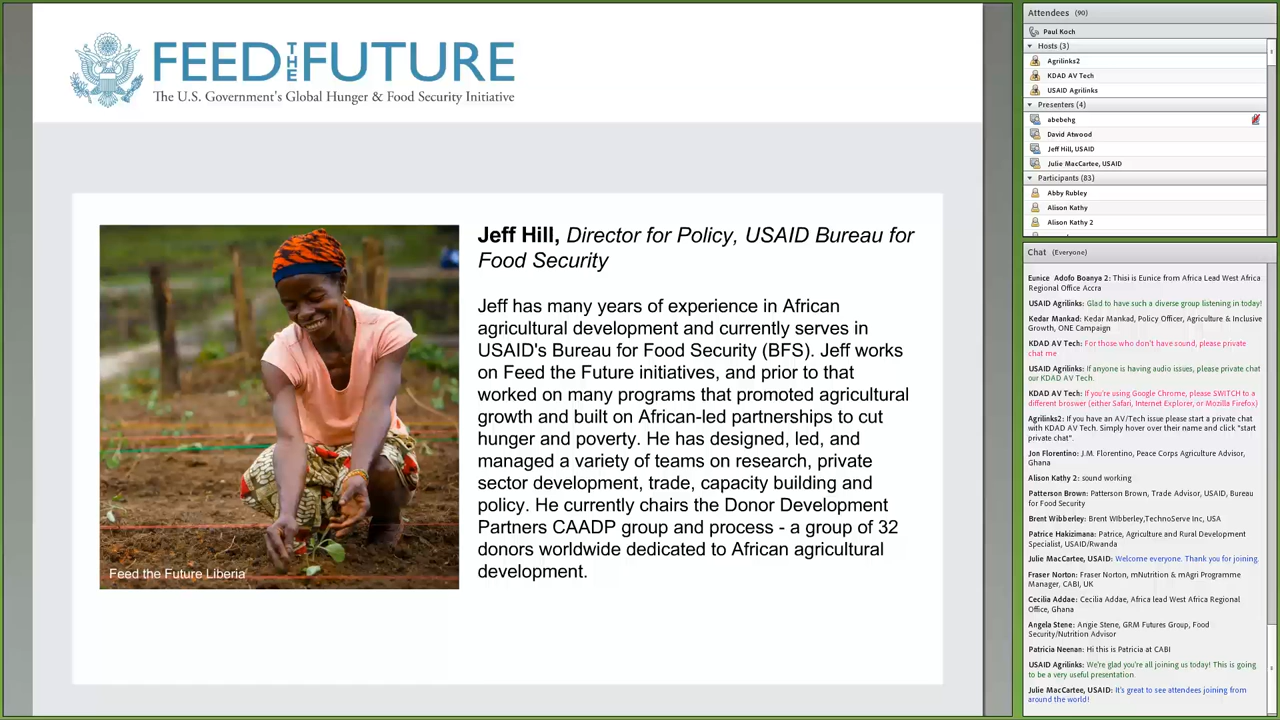 FEED THE FUTURE
The U.S. Government's Global Hunger & Food Security Initiative
Jeff Hill, Director for Policy, USAID Bureau for
Food Security
Jeff has many years of experience in African
agricultural development and currently serves in
USAID's Bureau for Food Security (BFS). Jeff works
on Feed the Future initiatives, and prior to that
worked on many programs that promoted agricultural
growth and built on African-led partnerships to cut
hunger and poverty. He has designed, led, and
managed a variety of teams on research, private
sector development, trade, capacity building and
policy. He currently chairs the Donor Development
Partners CAADP group and process - a group of 32
donors worldwide dedicated to African agricultural
development.
Feed the Future Liberia
Attendees (90)
Paul Koch
Hosts (3)
Agrilinks2
KDAD AV Tech
USAID Agrilinks
Presenters (4)
abebehg
David Atwood
Jeff Hill, USAID
Julie MacCartee, USAID
Participants (83)
Abby Rubley
Alison Kathy
Alison Kathy 2
Chat (Everyone)
Eunice Adofo Boanya 2: Thisi is Eunice from Africa Lead West Africa
Regional Office Accra
USAID Agrilinks: Glad to have such a diverse group listening in today!
Kedar Mankad: Kedar Mankad, Policy Officer, Agriculture & Inclusive
Growth, ONE Campaign
KDAD AV Tech: For those who don't have sound, please private
chat me
USAID Agrilinks: If anyone is having audio issues, please private chat
our KDAD AV Tech.
KDAD AV Tech: If you're using Google Chrome, please SWITCH to a
different broswer (either Safari, Internet Explorer, or Mozilla Firefox)
Agrilinks2: If you have an AV/Tech issue please start a private chat
with KDAD AV Tech. Simply hover over their name and click "start
private chat".
Jon Florentino: J.M. Florentino, Peace Corps Agriculture Advisor,
Ghana
Alison Kathy 2: sound working
Patterson Brown: Patterson Brown, Trade Advisor, USAID, Bureau
for Food Security
Brent Wibberley: Brent WIbberley,TechnoServe Inc, USA
Patrice Hakizimana: Patrice, Agriculture and Rural Development
Specialist, USAID/Rwanda
Julie MacCartee, USAID: Welcome everyone. Thank you for joining.
Fraser Norton: Fraser Norton, mNutrition & mAgri Programme
Manager, CABI, UK
Cecilia Addae: Cecilia Addae, Africa lead West Africa Regional
Office, Ghana
Angela Stene: Angie Stene, GRM Futures Group, Food
Security/Nutrition Advisor
Patricia Neenan: Hi this is Patricia at CABI
USAID Agrilinks: We're glad you're all joining us today! This is going
to be a very useful presentation.
Julie MacCartee, USAID: It's great to see attendees joining from
around the world!